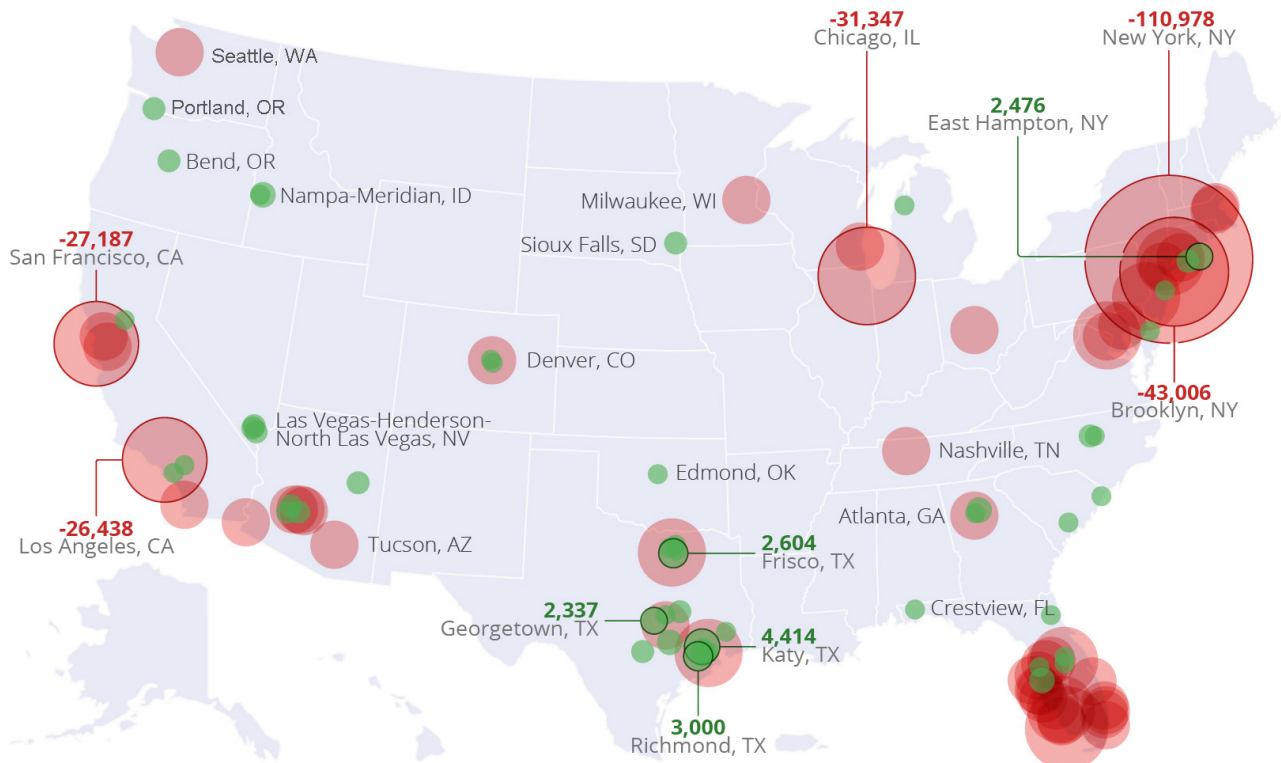 -31,347
Chicago, IL
-110,978
New York, NY
Seattle, WA
2,476
East Hampton, NY
Portland, OR
Bend, OR
Nampa-Meridian, ID
Milwaukee, WI
-27,187
San Francisco, CA
Sioux Falls, SD
Denver, CO
-43,006
Brooklyn, NY
Las Vegas-Henderson-
North Las Vegas, NV
Nashville, TN
Edmond, OK
-26,438
Los Angeles, CA
Atlanta, GA
Tucson, AZ
2,604
Frisco, TX
2,337
Georgetown, TX
Crestview, FL
4,414
Katy, TX
3,000
Richmond, TX